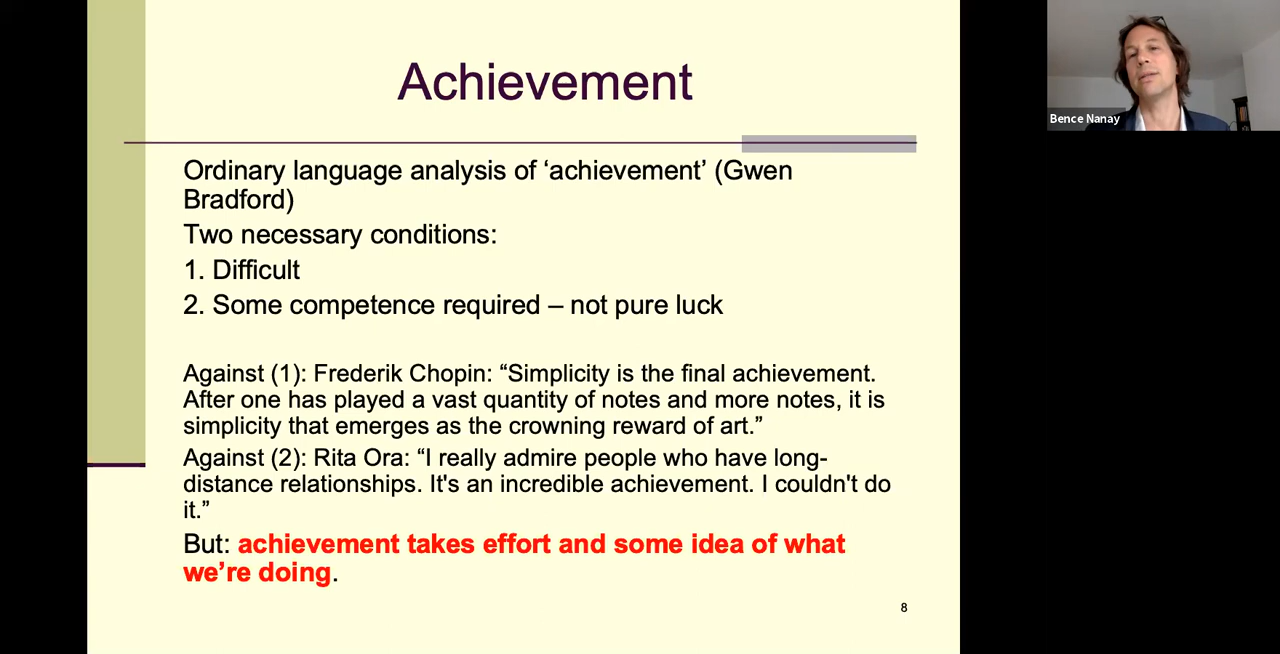 Achievement
Bence Nanay
Ordinary language analysis of ‘achievement’ (Gwen
Bradford)
Two necessary conditions:
1. Difficult
2. Some competence required – not pure luck
Against (1): Frederik Chopin: “Simplicity is the final achievement.
After one has played a vast quantity of notes and more notes, it is
simplicity that emerges as the crowning reward of art.”
Against (2): Rita Ora: “I really admire people who have long-
distance relationships. It's an incredible achievement. I couldn't do
it.”
But: achievement takes effort and some idea of what
we’re doing.
8